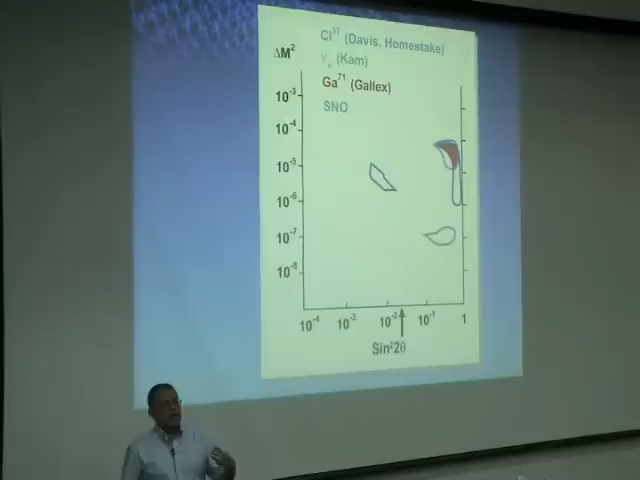 Cl³⁷ (Davis, Homestake)
ΔM²
νₑ (Kam)
Ga⁷¹ (Gallex)
SNO
10⁻³
10⁻⁴
10⁻⁵
10⁻⁶
10⁻⁷
10⁻⁸
10⁻⁴ 10⁻³ 10⁻² 10⁻¹ 1
Sin²2θ